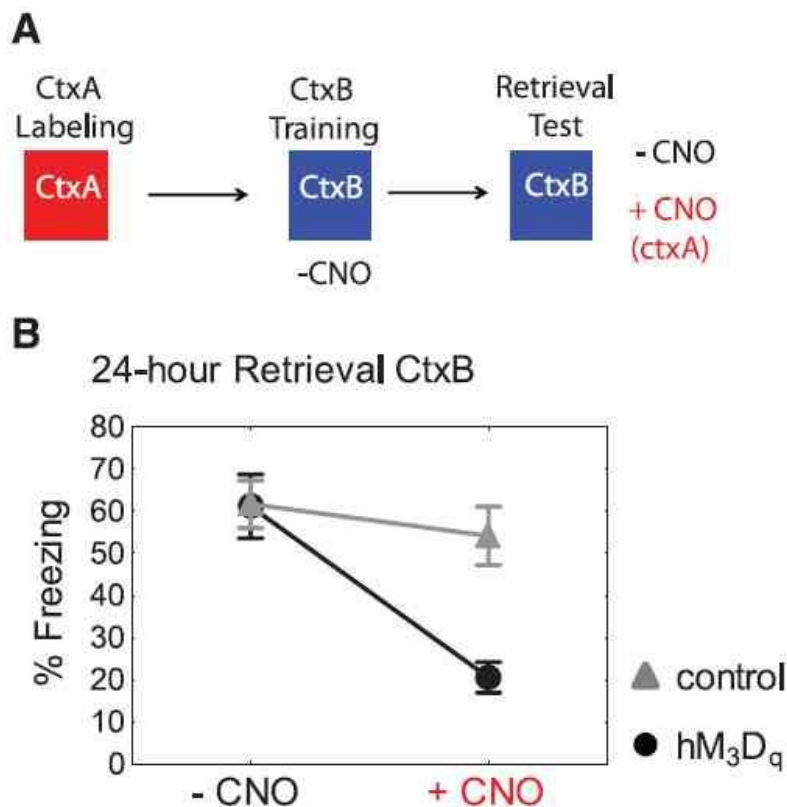 A
CtxA
Labeling
CtxA
CtxB
Training
CtxB
-CNO
Retrieval
Test
CtxB
- CNO
+ CNO
(ctxA)
B
24-hour Retrieval CtxB
% Freezing
80
70
60
50
40
30
20
10
0
- CNO
+ CNO
control
hM₃Dq